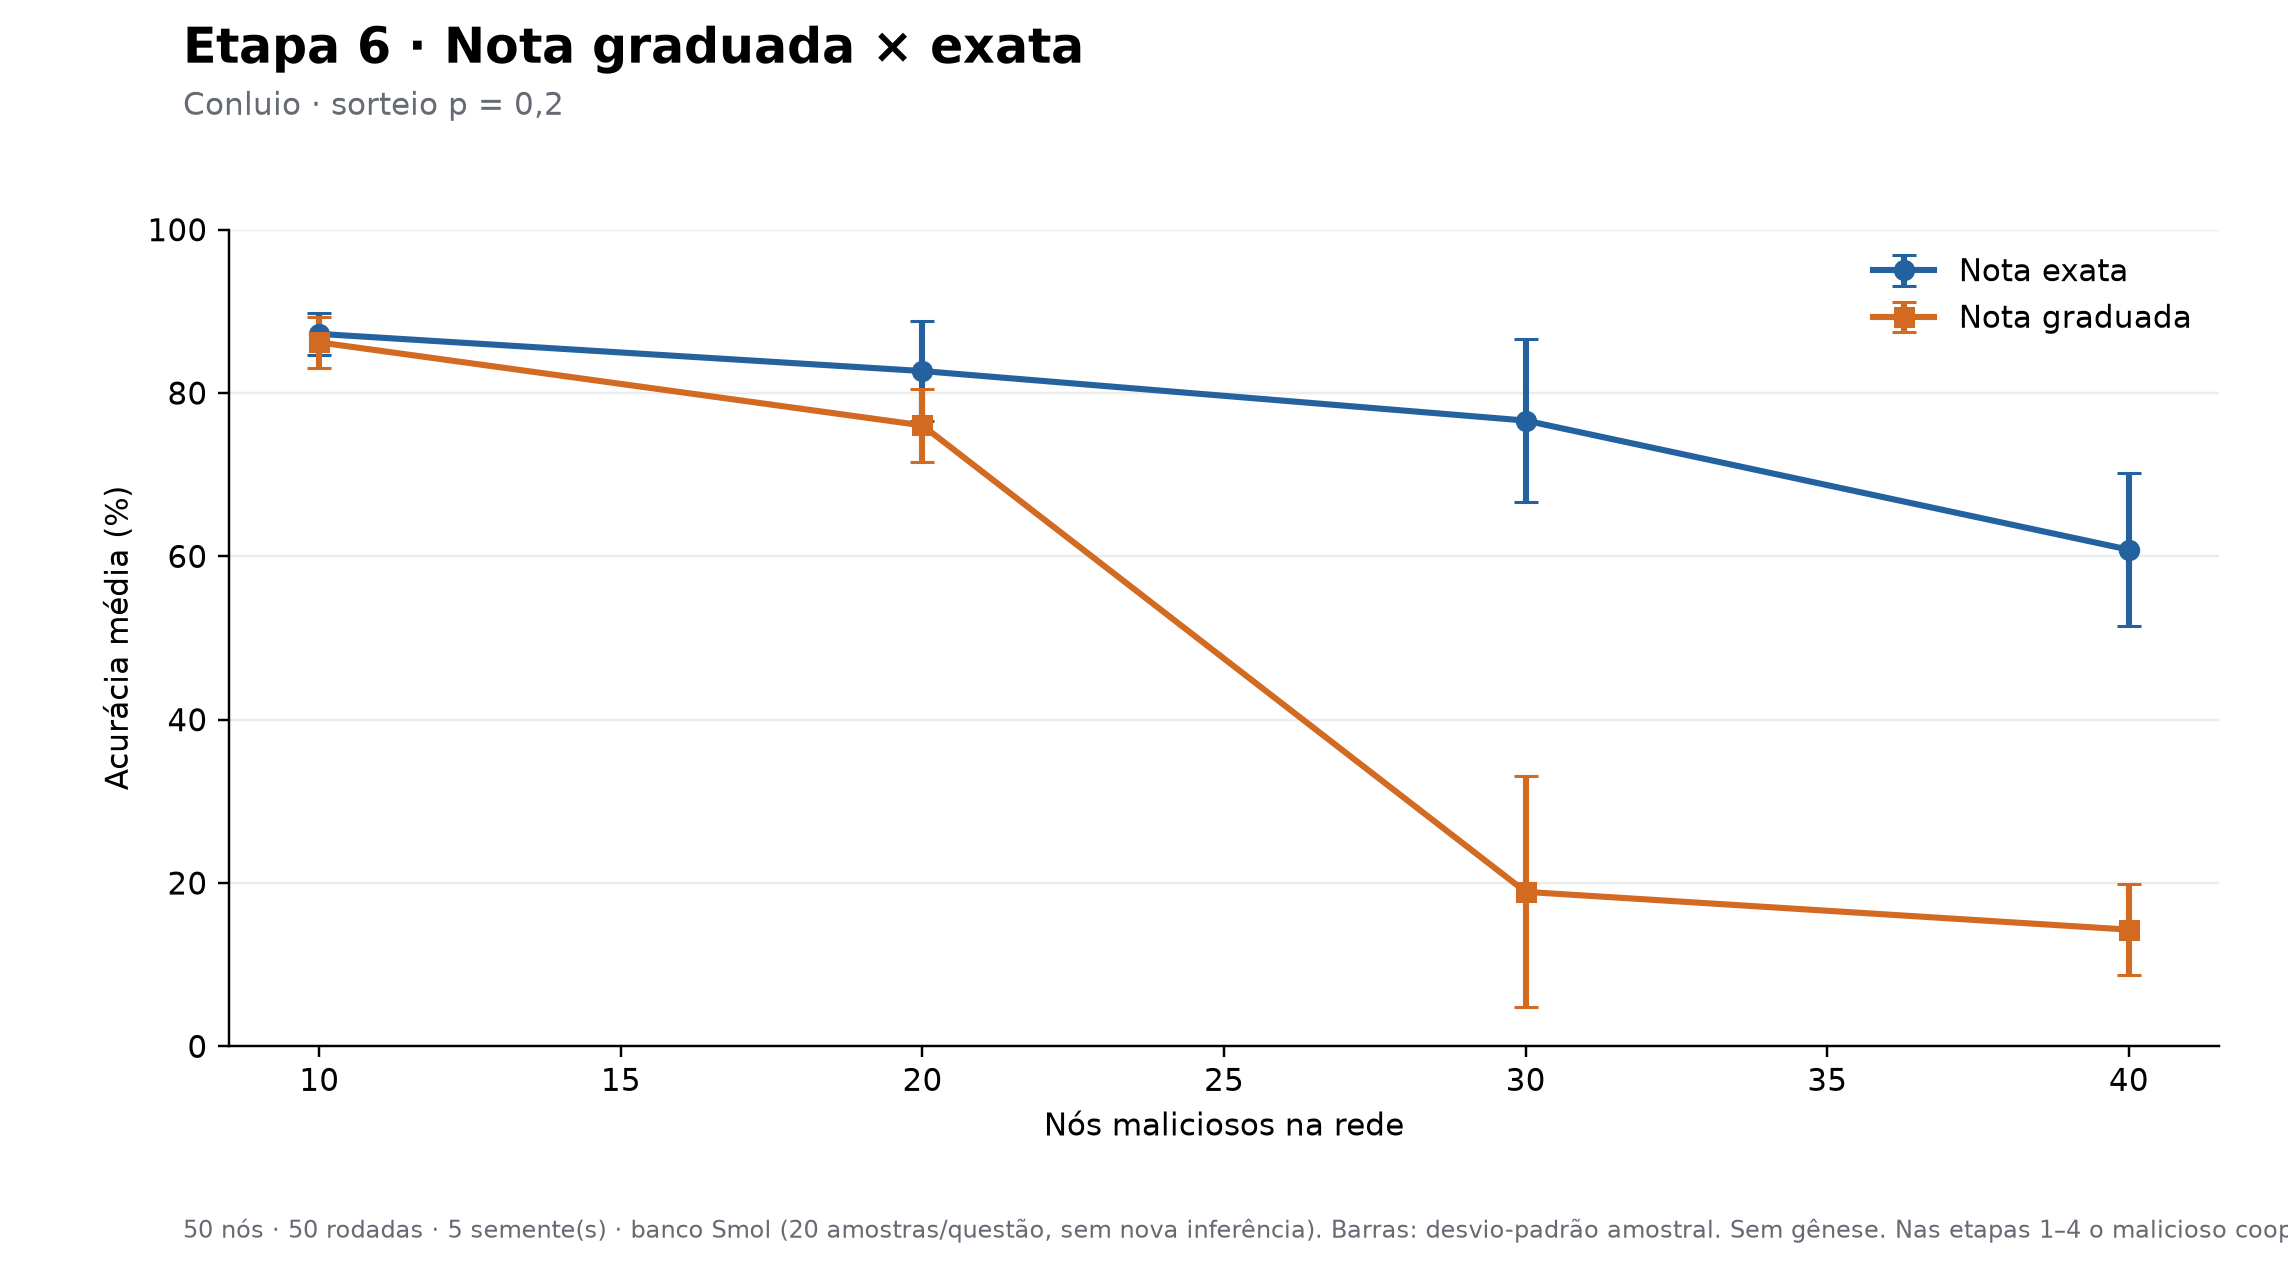 Etapa 6 · Nota graduada × exata
Conluio · sorteio p = 0,2
Nota exata
Nota graduada
Acurácia média (%)
100
80
60
40
20
0
10 15 20 25 30 35 40
Nós maliciosos na rede
50 nós · 50 rodadas · 5 semente(s) · banco Smol (20 amostras/questão, sem nova inferência). Barras: desvio-padrão amostral. Sem gênese. Nas etapas 1–4 o malicioso